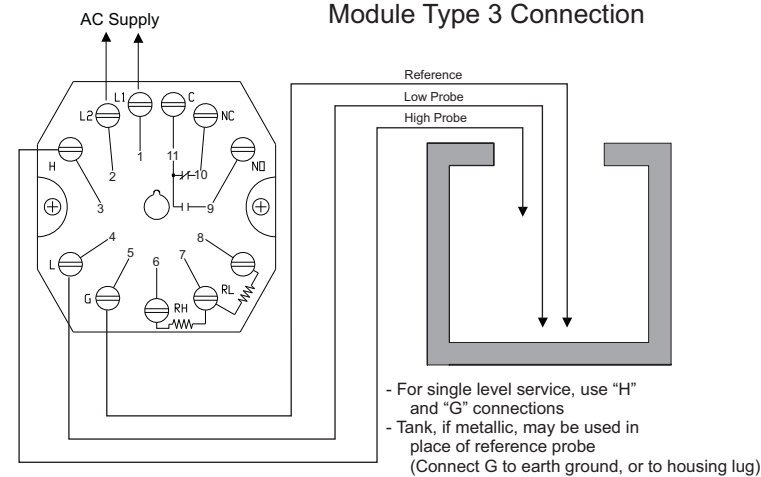 Module Type 3 Connection
AC Supply
Reference
Low Probe
High Probe
L1
C
L2
NC
H
NO
1
11
2
10
3
9
4
8
5
7
6
L
G
RH
RL
- For single level service, use “H”
and “G” connections
- Tank, if metallic, may be used in
place of reference probe
(Connect G to earth ground, or to housing lug)